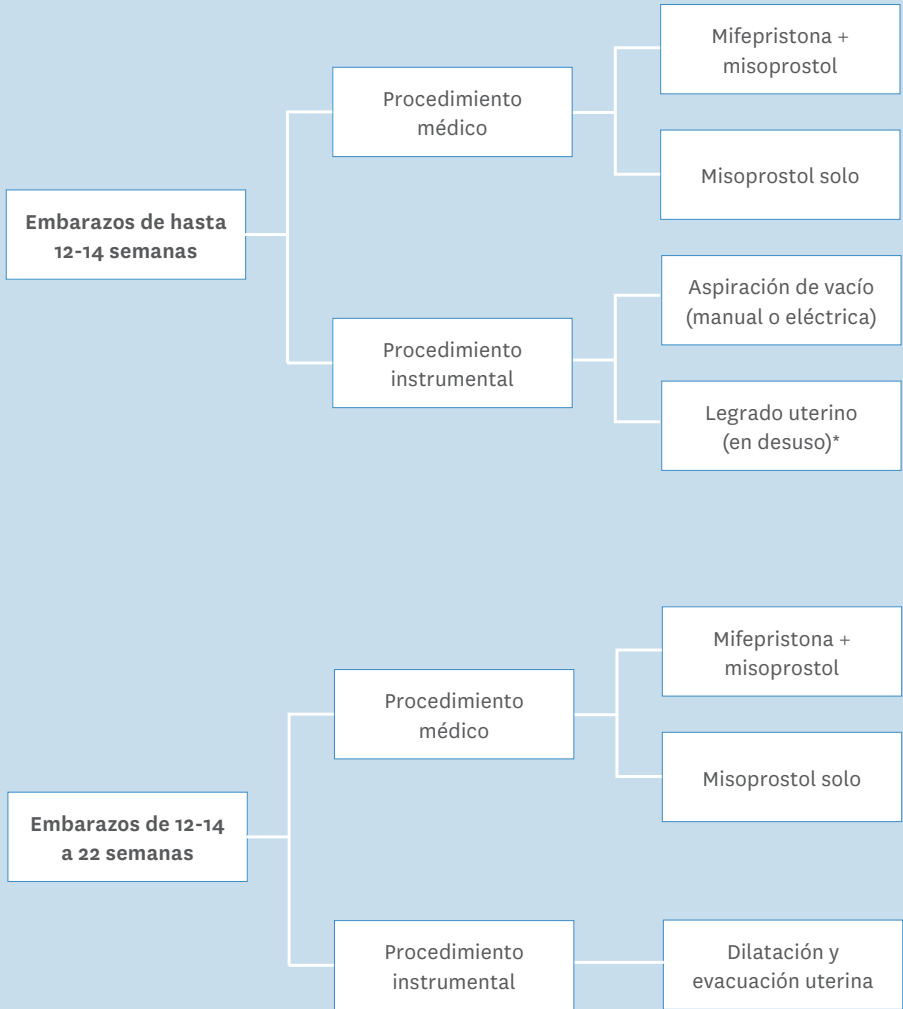 Mifepristona +
misoprostol
Procedimiento
médico
Misoprostol solo
Embarazos de hasta
12-14 semanas
Aspiración de vacío
(manual o eléctrica)
Procedimiento
instrumental
Legrado uterino
(en desuso)*
Mifepristona +
misoprostol
Procedimiento
médico
Misoprostol solo
Embarazos de 12-14
a 22 semanas
Procedimiento
instrumental
Dilatación y
evacuación uterina